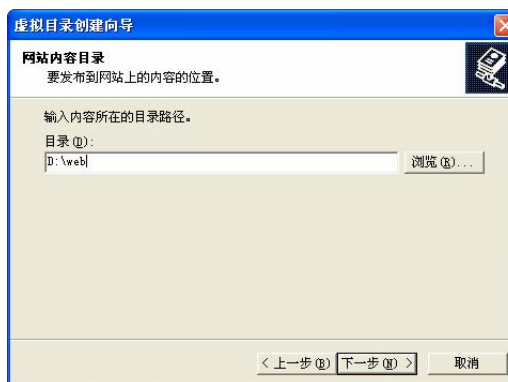 虚拟目录创建向导
网站内容目录
要发布到网站上的内容的位置。
输入内容所在的目录路径。
目录(D):
D:\web
浏览(R)...
< 上一步(B) 下一步(N) > 取消